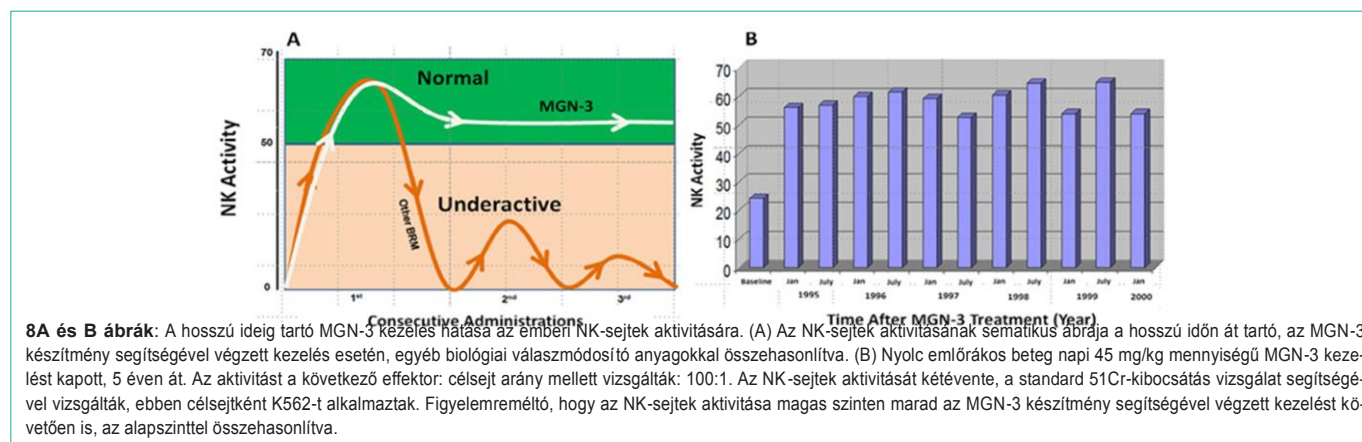 A
70
Normal
MGN-3
50
NK Activity
Underactive
Other BRM
0
1st
2nd
3rd
Consecutive Administrations
B
70
60
50
40
30
20
10
0
NK Activity
Baseline
Jan
July
Jan
July
Jan
July
Jan
July
Jan
July
Jan
1995
1996
1997
1998
1999
2000
Time After MGN-3 Treatment (Year)
8A és B ábrák: A hosszú ideig tartó MGN-3 kezelés hatása az emberi NK-sejtek aktivitására. (A) Az NK-sejtek aktivitásának sematikus ábrája a hosszú időn át tartó, az MGN-3
készítmény segítségével végzett kezelés esetén, egyéb biológiai válaszmódosító anyagokkal összehasonlítva. (B) Nyolc emlőrákos beteg napi 45 mg/kg mennyiségű MGN-3 keze-
lést kapott, 5 éven át. Az aktivitást a következő effektor: célsejt arány mellett vizsgálták: 100:1. Az NK-sejtek aktivitását kétévente, a standard 51Cr-kibocsátás vizsgálat segítségé-
vel vizsgálták, ebben célsejtként K562-t alkalmaztak. Figyelemreméltó, hogy az NK-sejtek aktivitása magas szinten marad az MGN-3 készítmény segítségével végzett kezelést kö-
vetően is, az alapszinttel összehasonlítva.